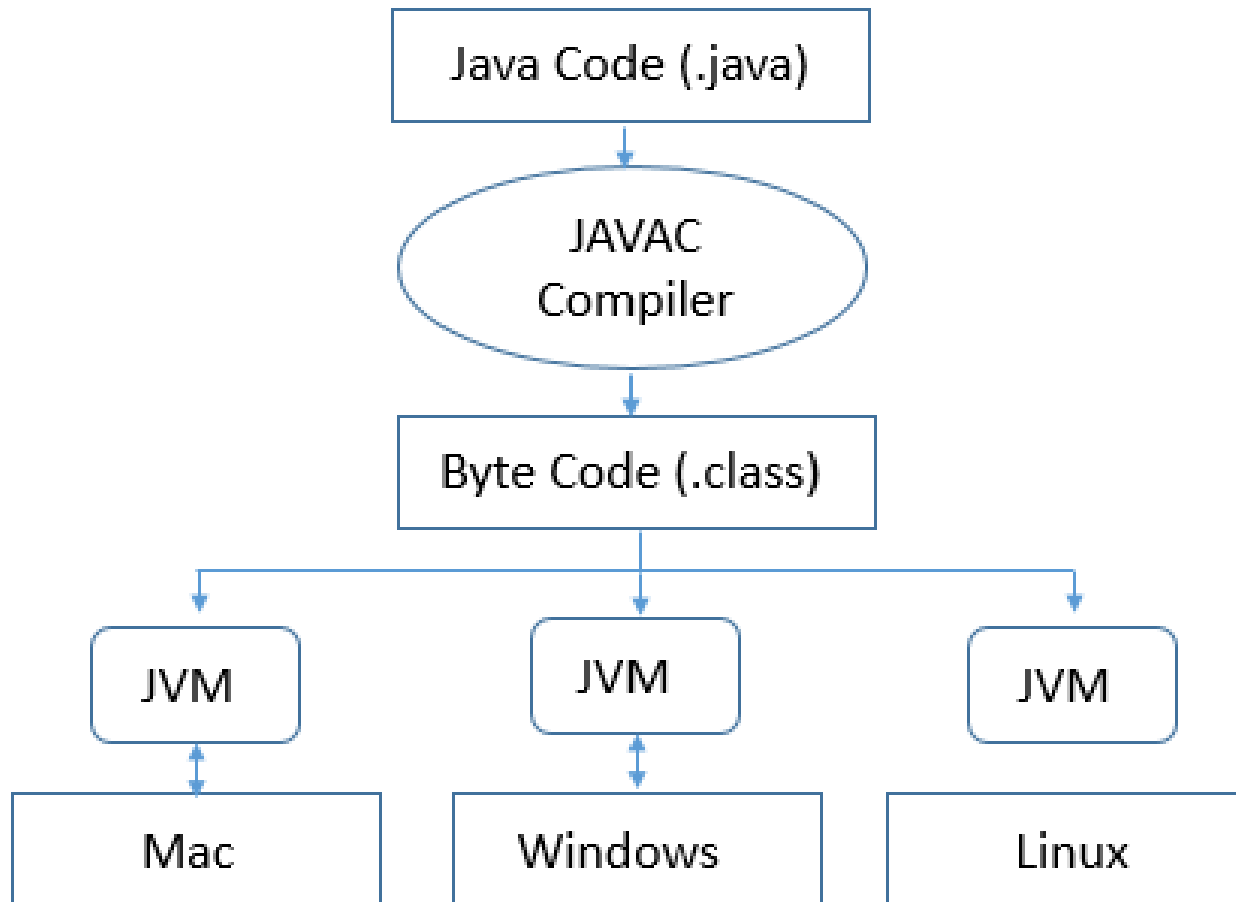 Java Code (.java)
JAVAC
Compiler
Byte Code (.class)
JVM
JVM
JVM
Mac
Windows
Linux